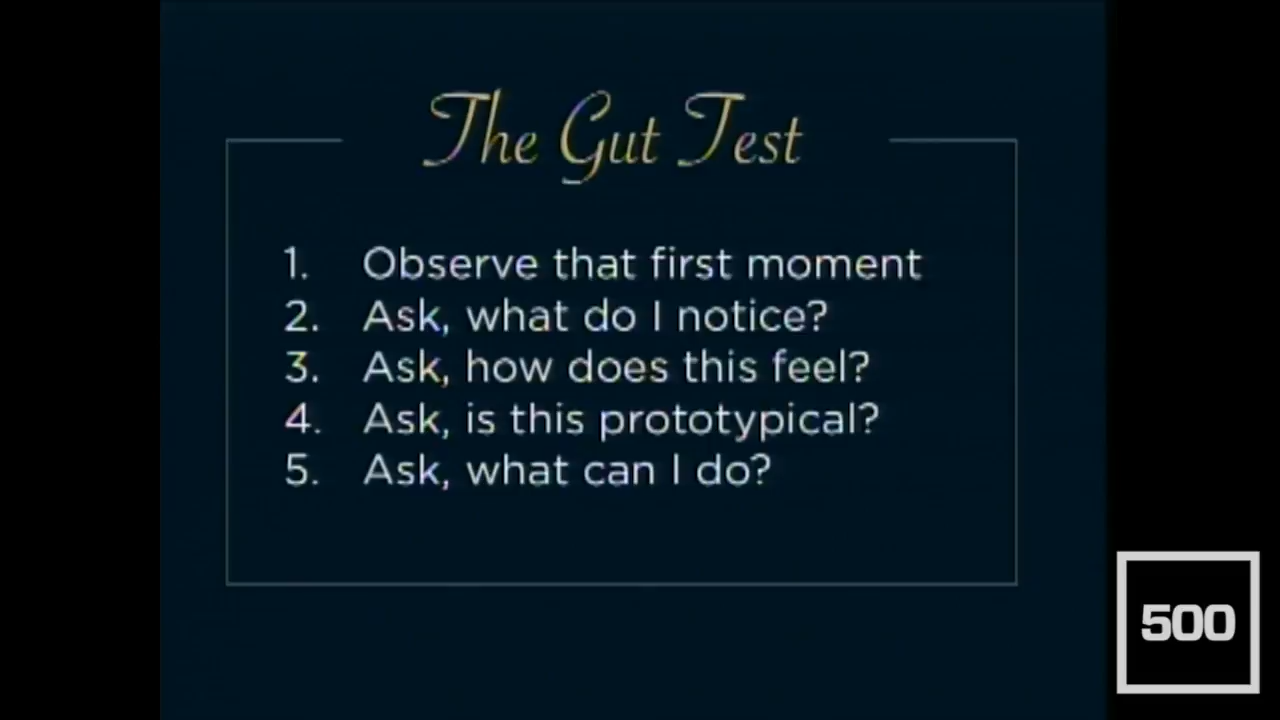 The Gut Test
1. Observe that first moment
2. Ask, what do I notice?
3. Ask, how does this feel?
4. Ask, is this prototypical?
5. Ask, what can I do?
500